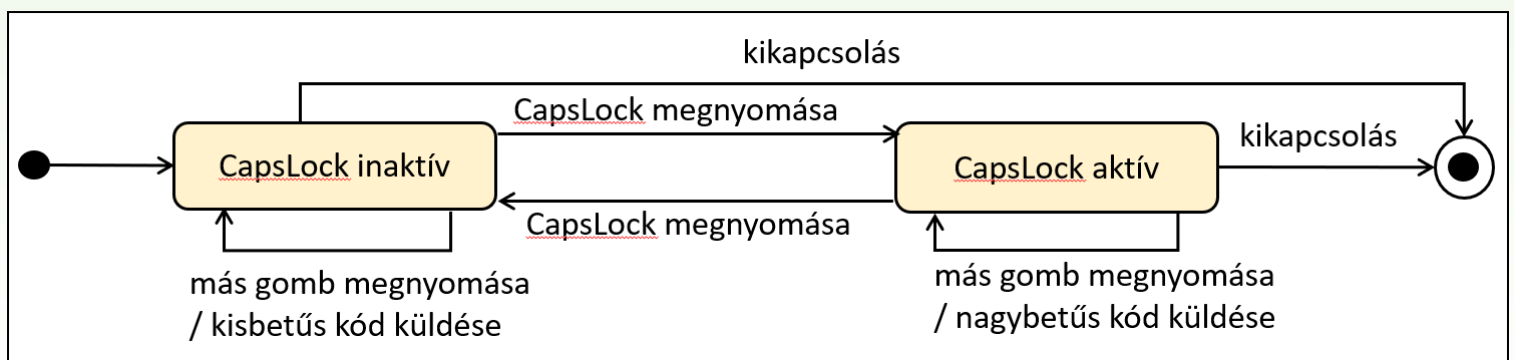 kikapcsolás
CapsLock megnyomása
kikapcsolás
CapsLock inaktív
CapsLock aktív
CapsLock megnyomása
más gomb megnyomása
/ kisbetűs kód küldése
más gomb megnyomása
/ nagybetűs kód küldése